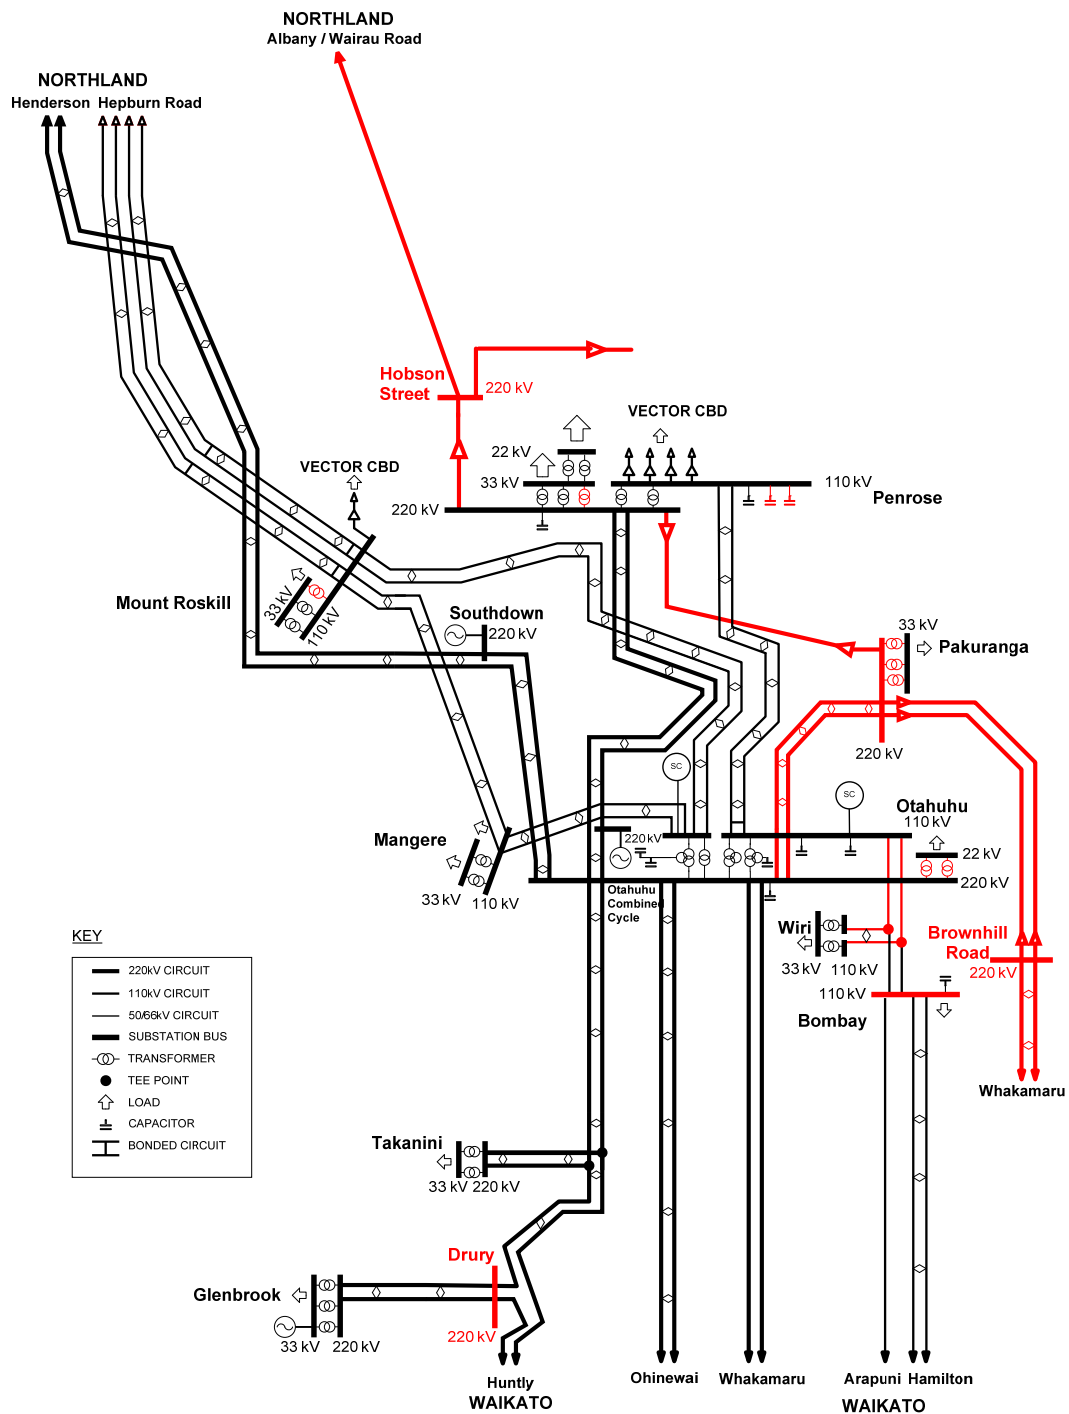 NORTHLAND
Albany / Wairau Road
NORTHLAND
Henderson Hepburn Road
Hobson
Street
220 kV
VECTOR CBD
22 kV
33 kV
220 kV
110 kV
Penrose
VECTOR CBD
Mount Roskill
33 kV
110 kV
Southdown
220 kV
33 kV
Pakuranga
220 kV
SC
SC
Otahuhu
110 kV
Mangere
33 kV
110 kV
220 kV
22 kV
220 kV
Otahuhu
Combined
Cycle
Wiri
33 kV
110 kV
Brownhill
Road
220 kV
110 kV
Bombay
Whakamaru
KEY
220kV CIRCUIT
110kV CIRCUIT
50/66kV CIRCUIT
SUBSTATION BUS
TRANSFORMER
TEE POINT
LOAD
CAPACITOR
BONDED CIRCUIT
Takanini
33 kV 220 kV
Drury
220 kV
Glenbrook
33 kV 220 kV
Huntly
WAIKATO
Ohinewai
Whakamaru
Arapuni Hamilton
WAIKATO